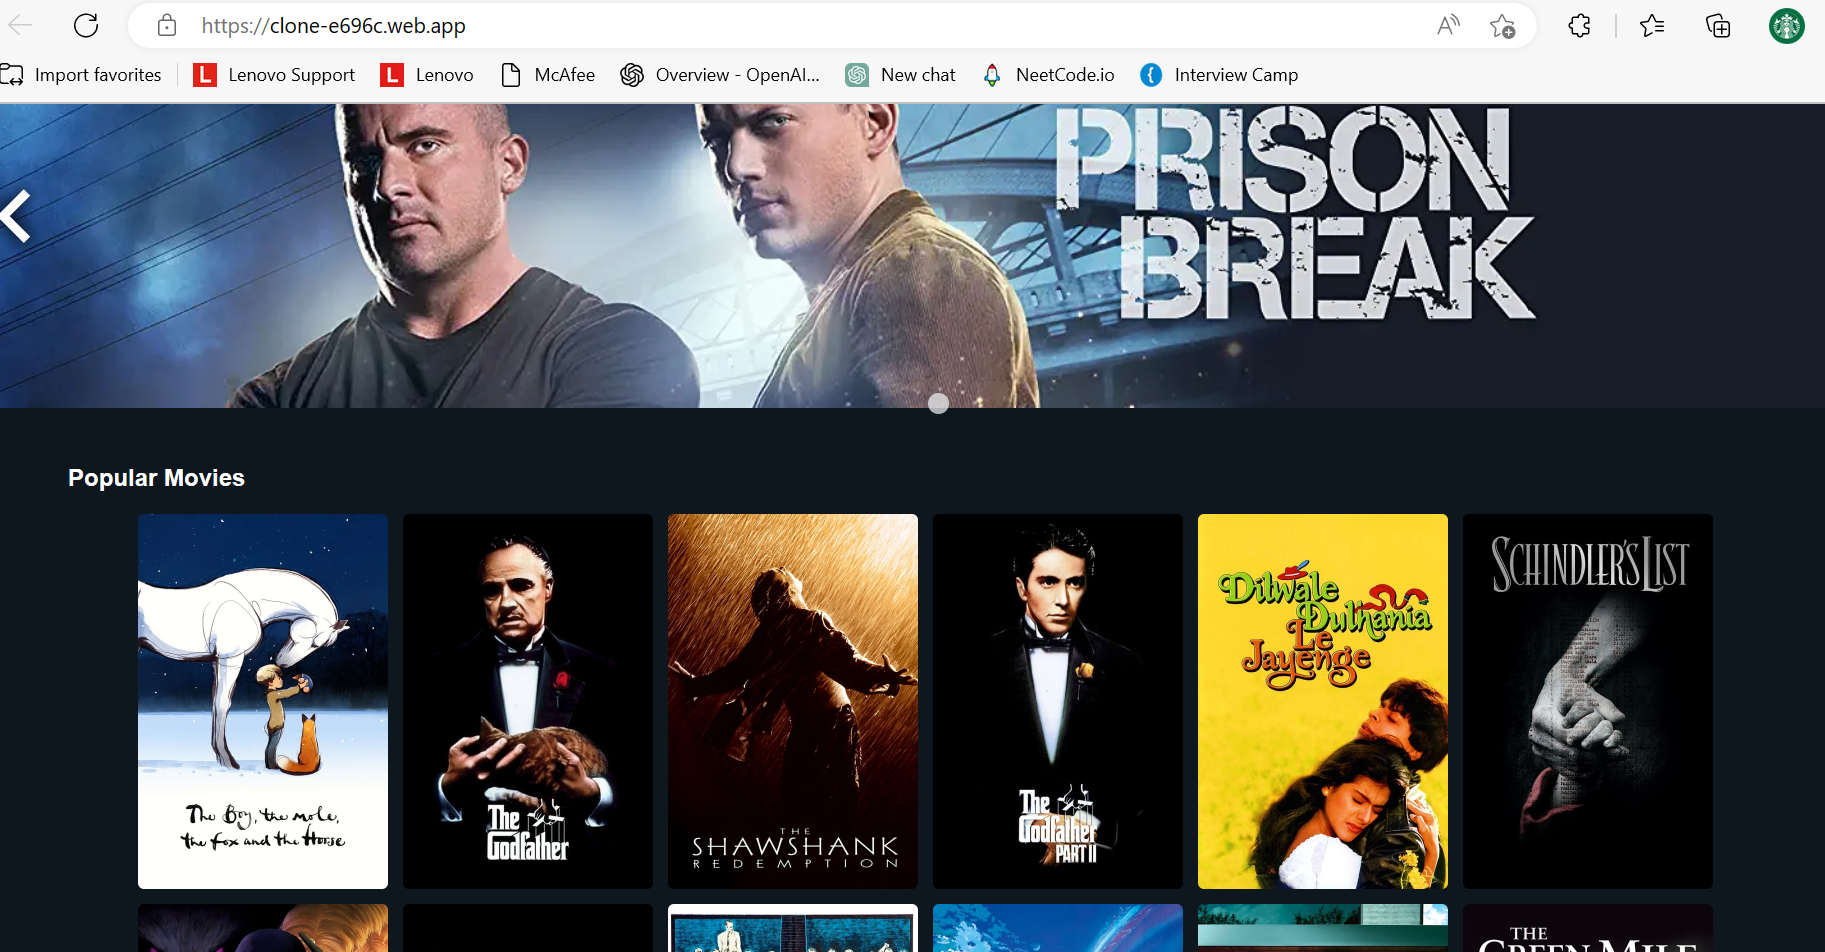 https://clone-e696c.web.app
Import favorites
L Lenovo Support
L Lenovo
McAfee
Overview - OpenAI...
New chat
NeetCode.io
Interview Camp
PRISON
BREAK
Popular Movies
The Boy, the mole,
the fox and the Horse
The
Godfather
THE
SHAWSHANK
REDEMPTION
The
Godfather
PART II
Dilwale
Dulhania
Le
Jayenge
SCHINDLER'S LIST
THE
GREEN MILE